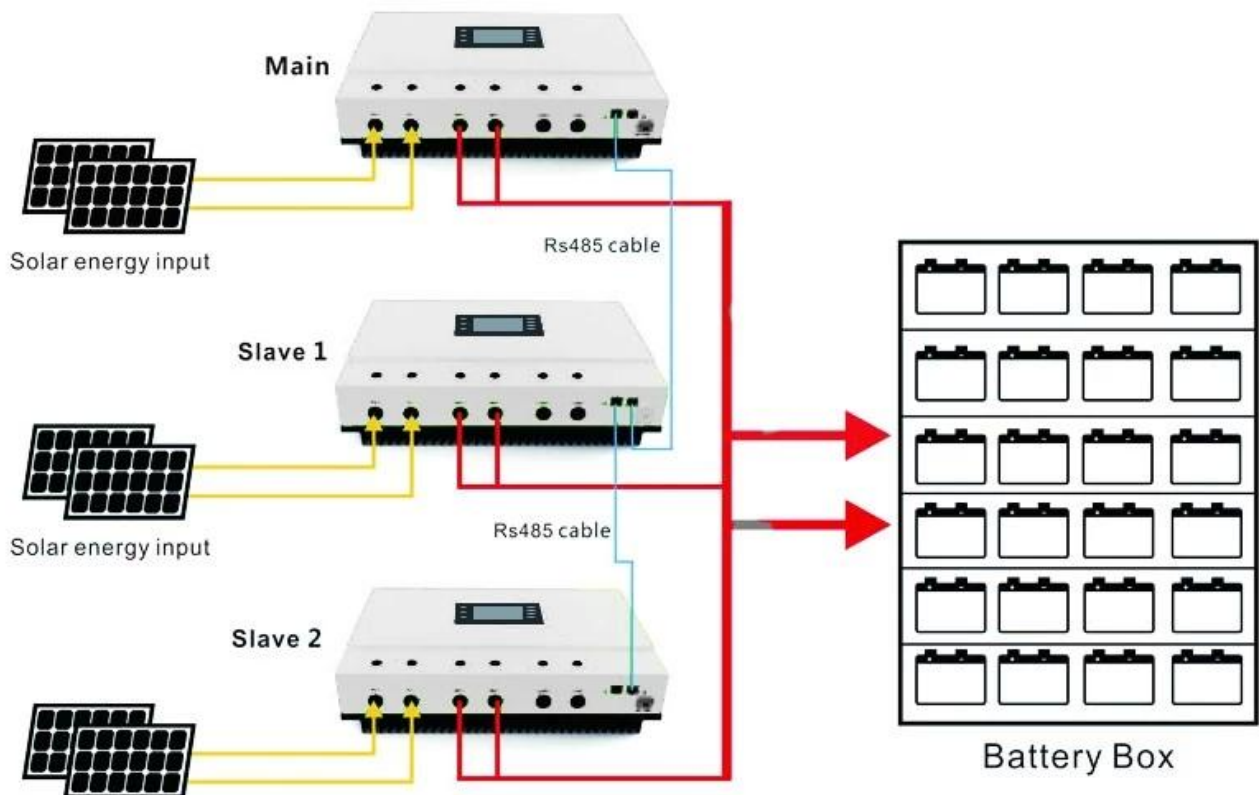 Main
Solar energy input
Rs485 cable
Slave 1
Solar energy input
Rs485 cable
Slave 2
Battery Box